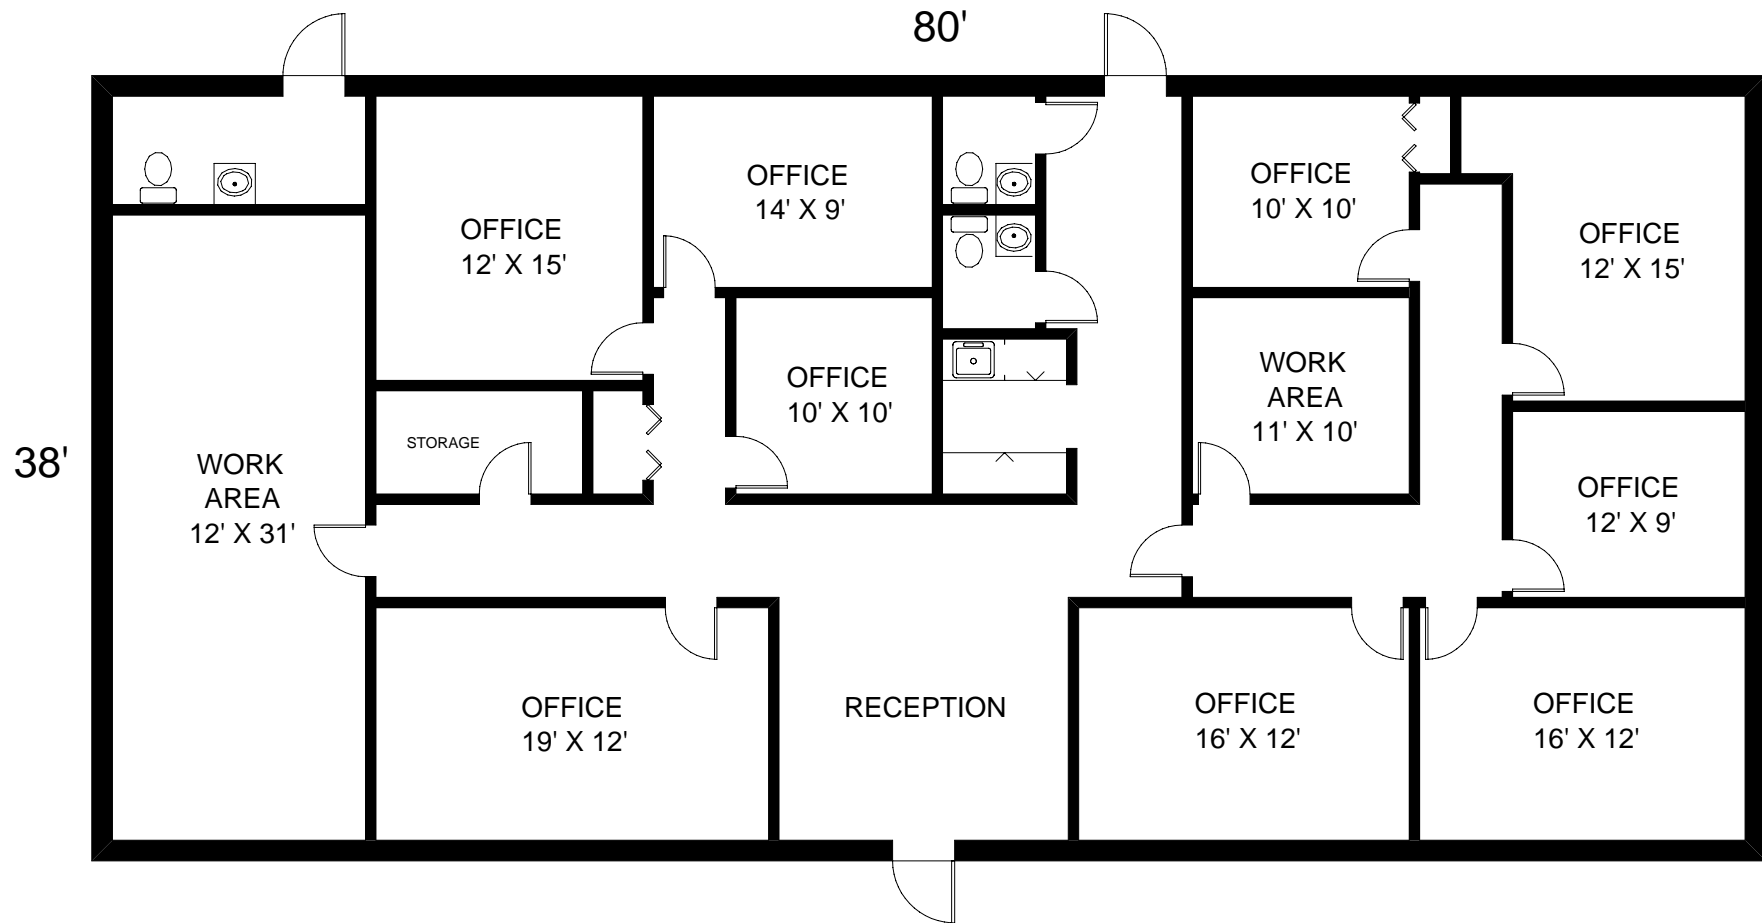 80'
OFFICE
14' X 9'
OFFICE
10' X 10'
OFFICE
12' X 15'
OFFICE
12' X 15'
OFFICE
10' X 10'
WORK
AREA
11' X 10'
STORAGE
38'
WORK
AREA
12' X 31'
OFFICE
12' X 9'
OFFICE
19' X 12'
RECEPTION
OFFICE
16' X 12'
OFFICE
16' X 12'